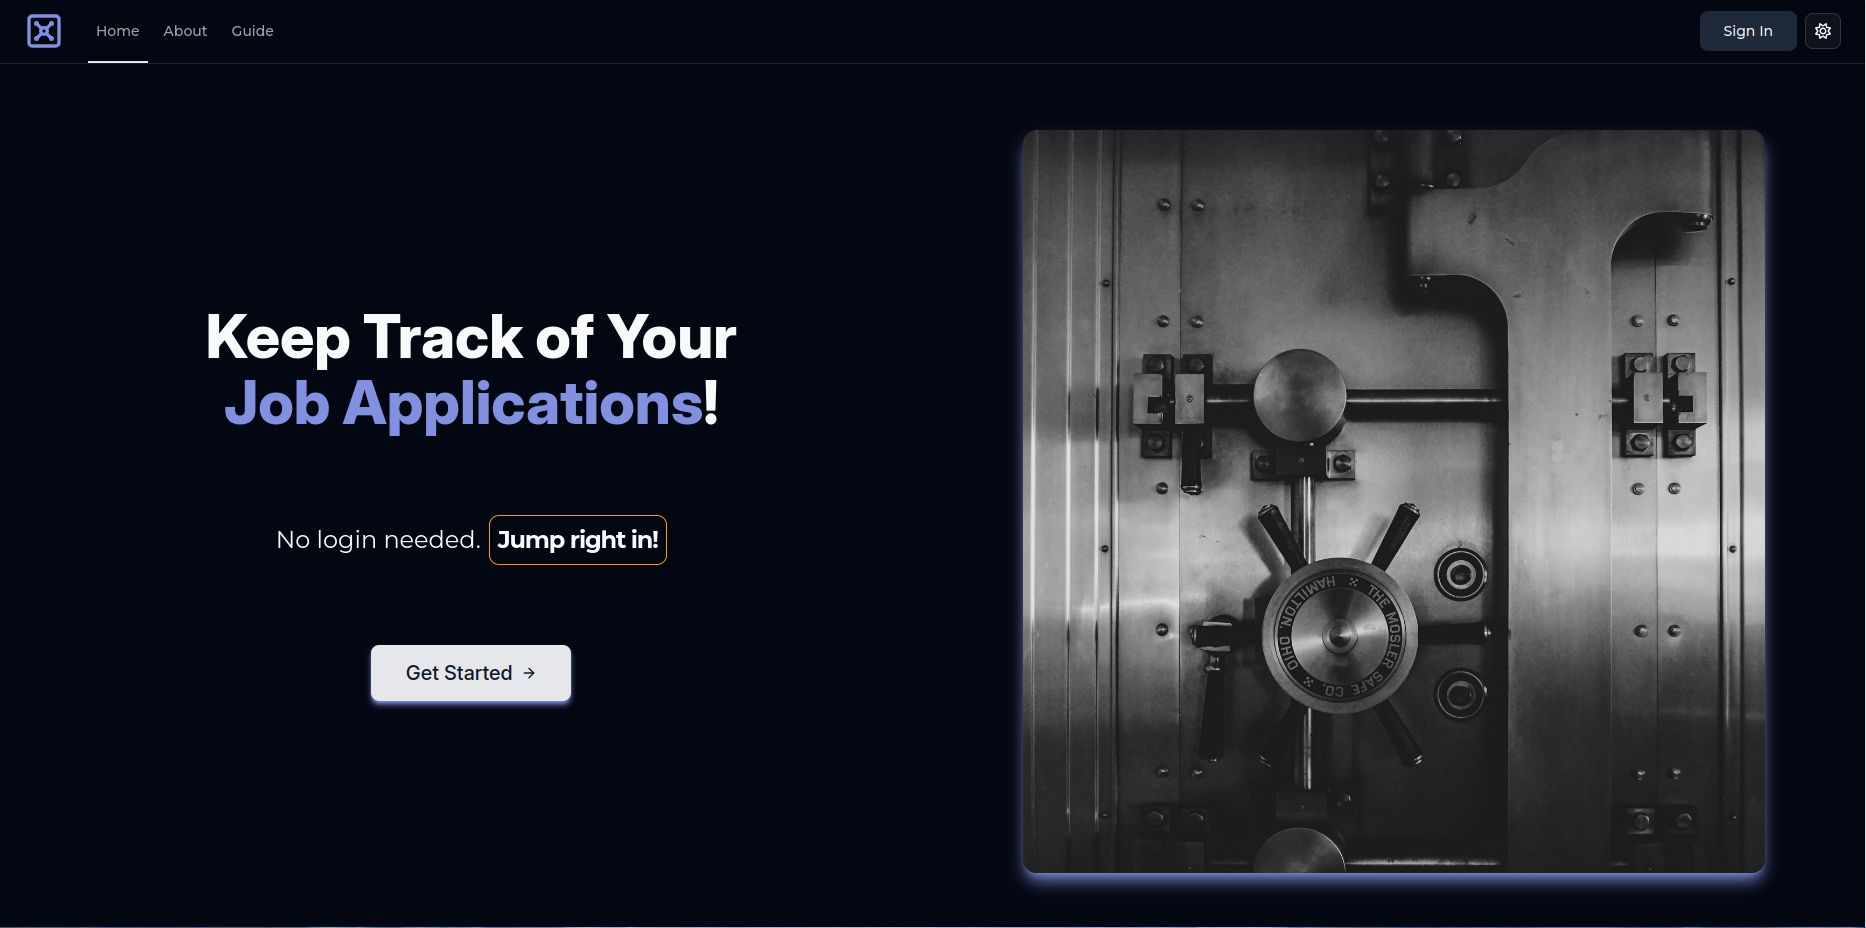 Home About Guide Sign In
Keep Track of Your
Job Applications!
No login needed. Jump right in!
Get Started →
THE MOSLER SAFE CO.
HAMILTON, OHIO